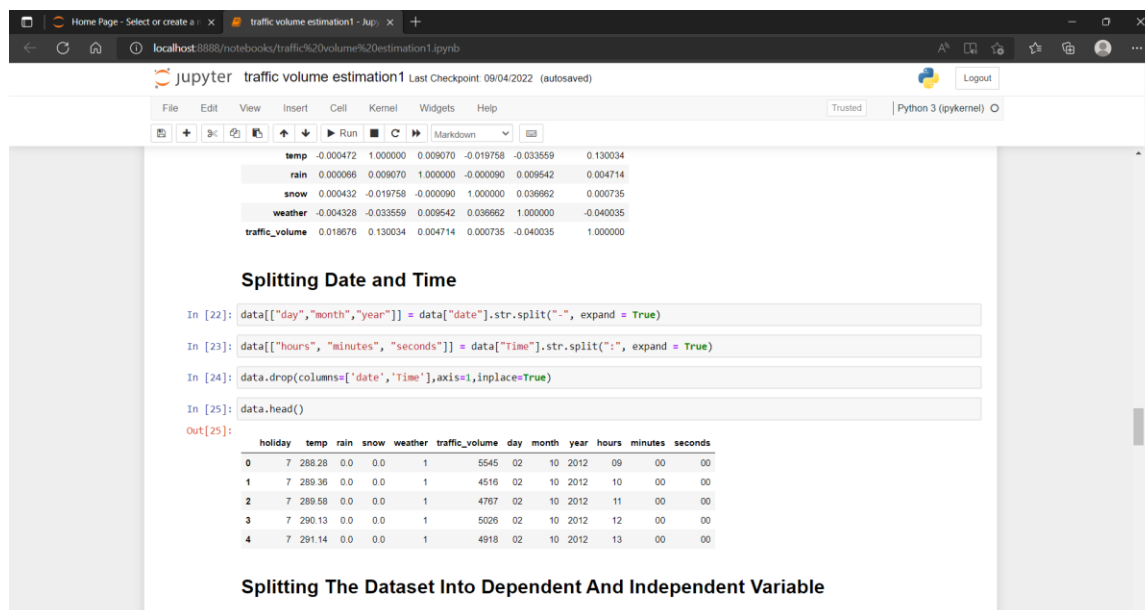 Home Page - Select or create a n
traffic volume estimation1 - Jupy
localhost:8888/notebooks/traffic%20volume%20estimation1.ipynb
jupyter traffic volume estimation1 Last Checkpoint: 09/04/2022 (autosaved)
Logout
File Edit View Insert Cell Kernel Widgets Help
Trusted
Python 3 (ipykernel)
Run
Markdown
temp -0.000472 1.000000 0.009070 -0.019758 -0.033559 0.130034
rain 0.000066 0.009070 1.000000 -0.000090 0.009542 0.004714
snow 0.000432 -0.019758 -0.000090 1.000000 0.036662 0.000735
weather -0.004328 -0.033559 0.009542 0.036662 1.000000 -0.040035
traffic_volume 0.018676 0.130034 0.004714 0.000735 -0.040035 1.000000
Splitting Date and Time
In [22]: data[["day","month","year"]] = data["date"].str.split("-", expand = True)
In [23]: data[["hours", "minutes", "seconds"]] = data["Time"].str.split(":", expand = True)
In [24]: data.drop(columns=['date','Time'],axis=1,inplace=True)
In [25]: data.head()
Out[25]:
holiday temp rain snow weather traffic_volume day month year hours minutes seconds
0 7 288.28 0.0 0.0 1 5545 02 10 2012 09 00 00
1 7 289.36 0.0 0.0 1 4516 02 10 2012 10 00 00
2 7 289.58 0.0 0.0 1 4767 02 10 2012 11 00 00
3 7 290.13 0.0 0.0 1 5026 02 10 2012 12 00 00
4 7 291.14 0.0 0.0 1 4918 02 10 2012 13 00 00
Splitting The Dataset Into Dependent And Independent Variable